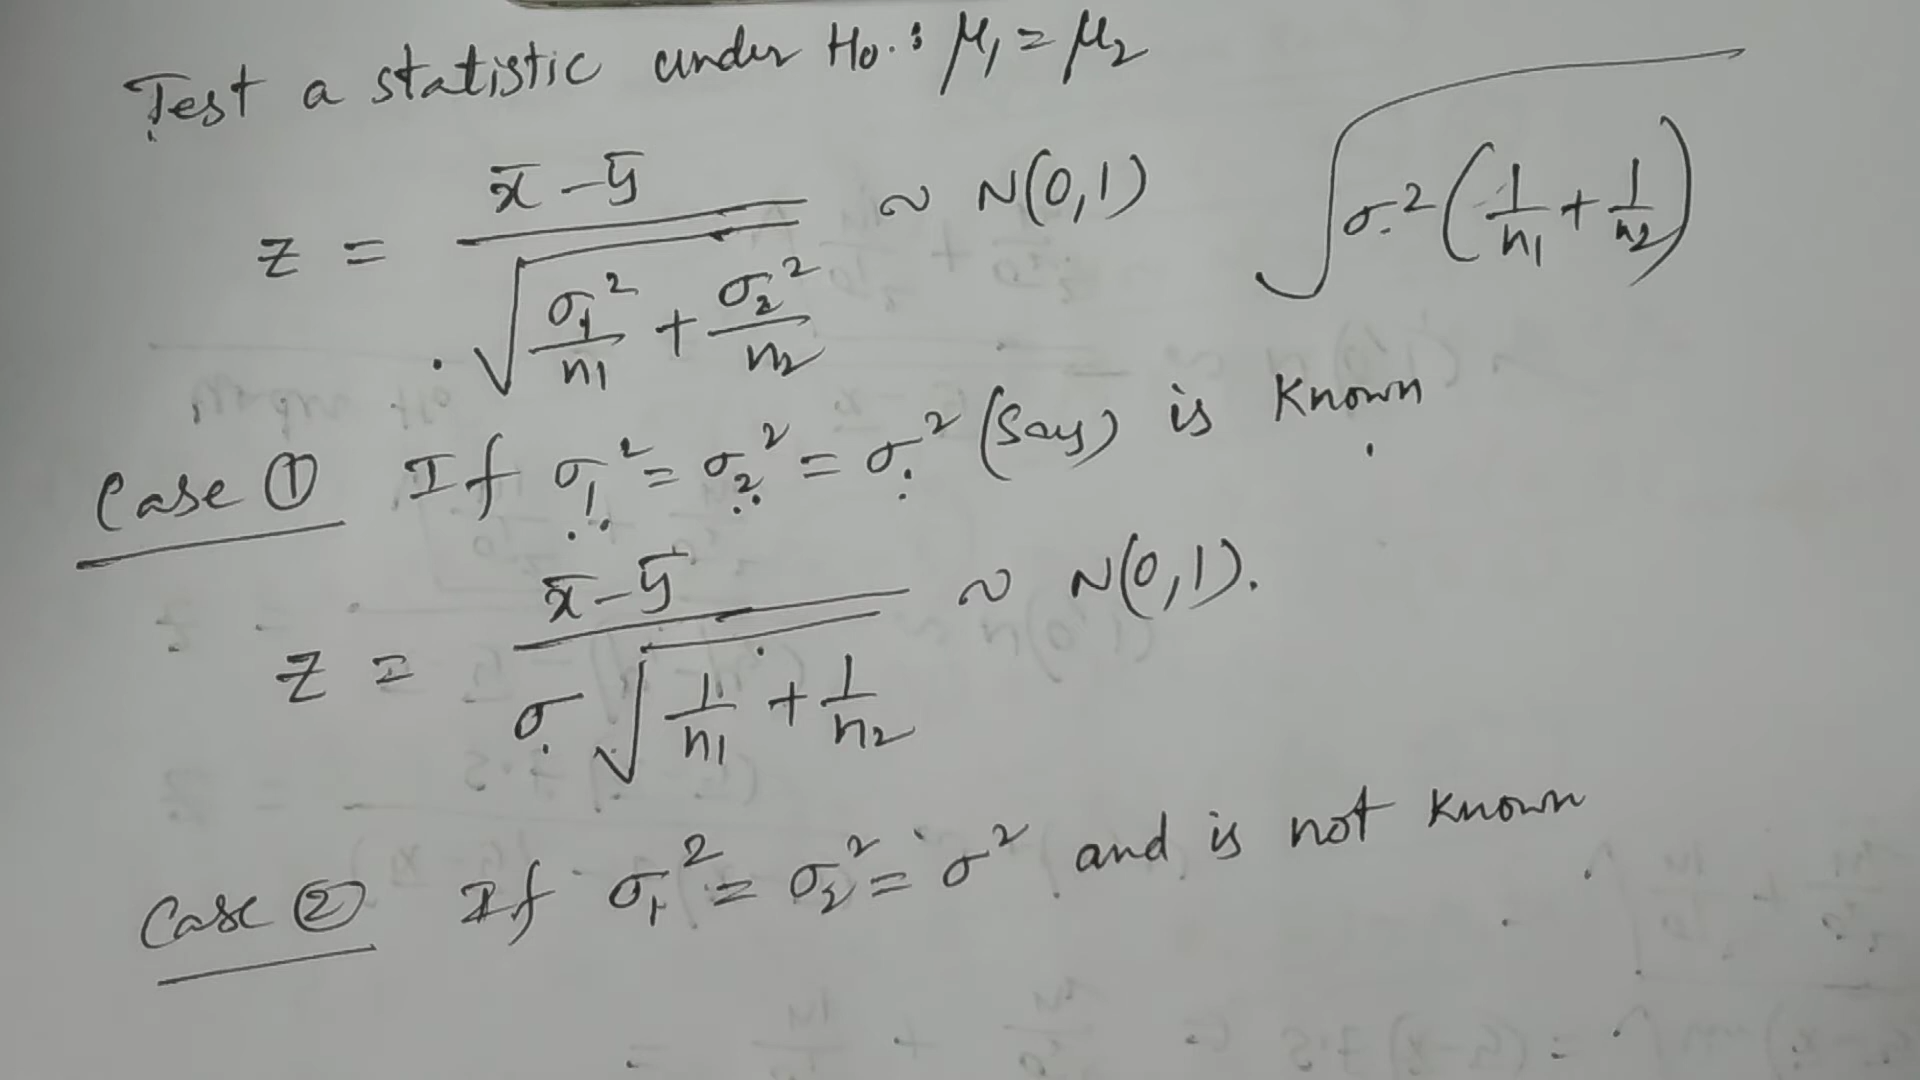 Test a statistic under H₀.: μ₁ = μ₂
z = (x̄ - ȳ) / √(σ₁²/n₁ + σ₂²/n₂) ~ N(0,1)
√(σ²(1/n₁ + 1/n₂))
Case ① If σ₁² = σ₂² = σ² (Say) is Known
z = (x̄ - ȳ) / (σ √(1/n₁ + 1/n₂)) ~ N(0,1).
Case ② If σ₁² = σ₂² = σ² and is not Known